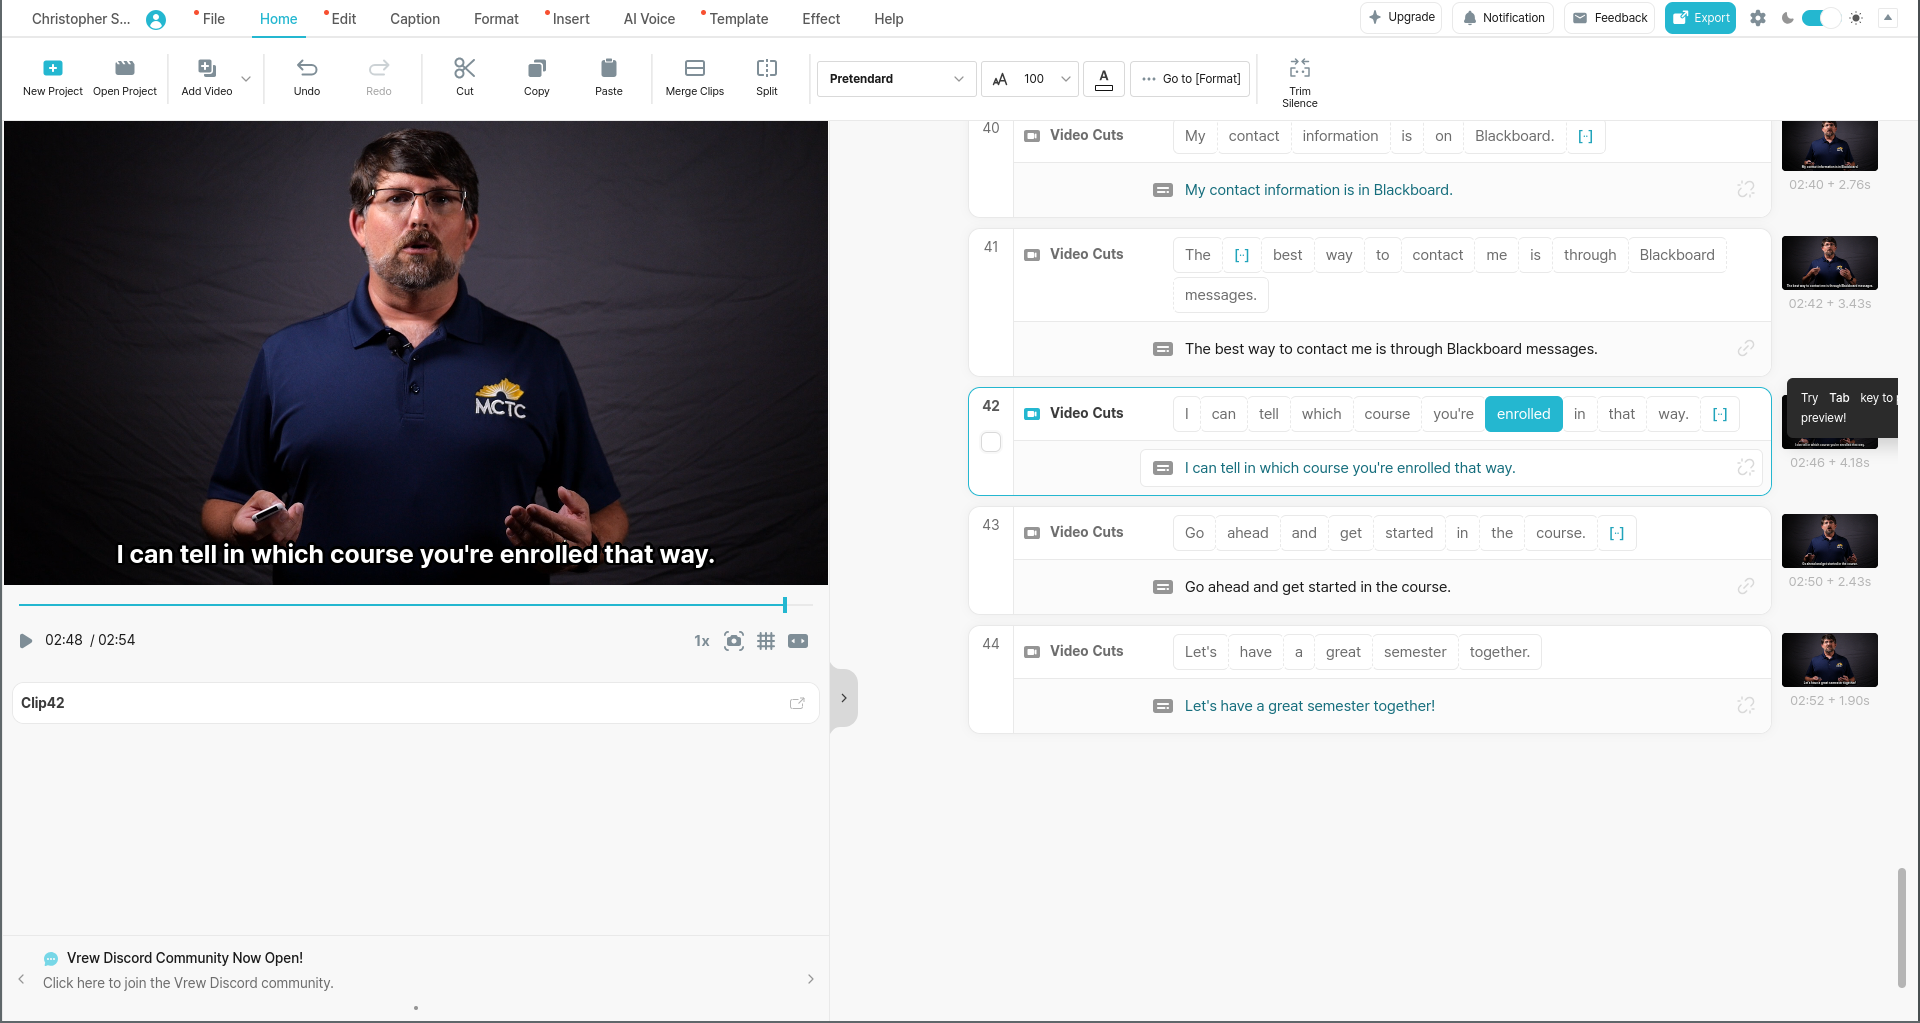 Christopher S...
File
Home
Edit
Caption
Format
Insert
AI Voice
Template
Effect
Help
Upgrade
Notification
Feedback
Export
New Project
Open Project
Add Video
Undo
Redo
Cut
Copy
Paste
Merge Clips
Split
Pretendard
100
A
Go to [Format]
Trim
Silence
MCTC
I can tell in which course you're enrolled that way.
02:48 / 02:54
1x
Clip42
Vrew Discord Community Now Open!
Click here to join the Vrew Discord community.
40
Video Cuts
My contact information is on Blackboard. [··]
My contact information is in Blackboard.
02:40 + 2.76s
41
Video Cuts
The [··] best way to contact me is through Blackboard
messages.
The best way to contact me is through Blackboard messages.
02:42 + 3.43s
42
Video Cuts
I can tell which course you're enrolled in that way. [··]
I can tell in which course you're enrolled that way.
Try Tab key to p
preview!
02:46 + 4.18s
43
Video Cuts
Go ahead and get started in the course. [··]
Go ahead and get started in the course.
02:50 + 2.43s
44
Video Cuts
Let's have a great semester together.
Let's have a great semester together!
02:52 + 1.90s